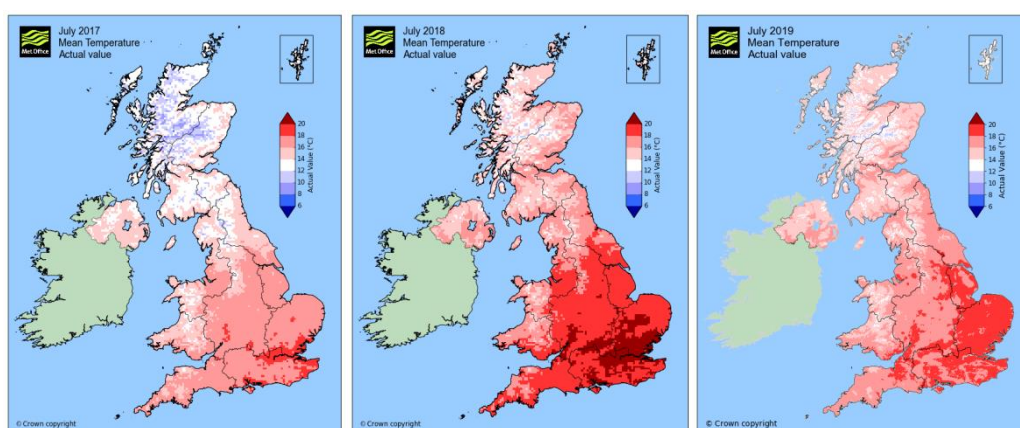 Met Office
July 2017
Mean Temperature
Actual value
20
18
16
14
12
10
8
6
Actual Value (°C)
© Crown copyright
Met Office
July 2018
Mean Temperature
Actual value
20
18
16
14
12
10
8
6
Actual Value (°C)
© Crown copyright
Met Office
July 2019
Mean Temperature
Actual value
20
18
16
14
12
10
8
6
Actual Value (°C)
© Crown copyright